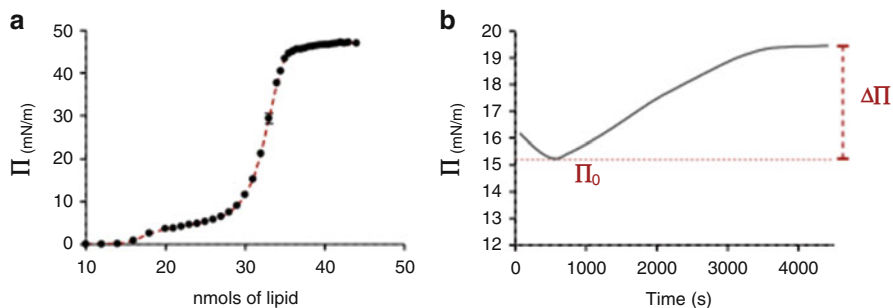 a
50
40
30
20
10
0
Π (mN/m)
10 20 30 40 50
nmols of lipid
b
20
19
18
17
16
15
14
13
12
Π (mN/m)
Π0
ΔΠ
0 1000 2000 3000 4000
Time (s)